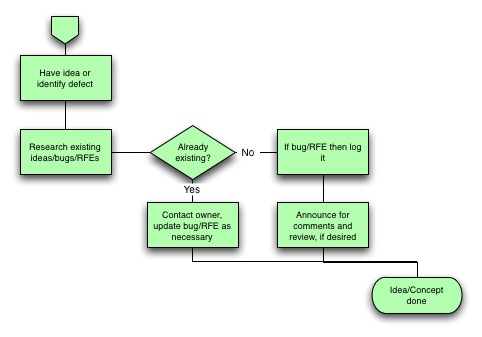 Have idea or
identify defect
Research existing
ideas/bugs/RFEs
Already
existing?
No
If bug/RFE then log
it
Yes
Contact owner,
update bug/RFE as
necessary
Announce for
comments and
review, if desired
Idea/Concept
done